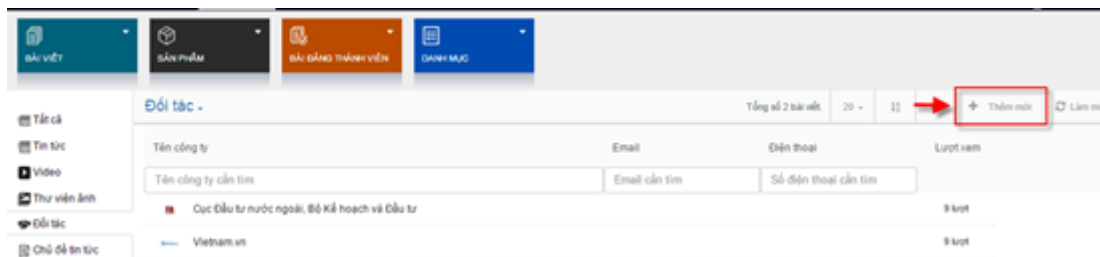 BÀI VIẾT
SẢN PHẨM
BÀI ĐĂNG THÀNH VIÊN
DANH MỤC
Đối tác
Tổng số 2 bài viết
20
+ Thêm mới
Làm m
Tất cả
Tin tức
Video
Thư viện ảnh
Đối tác
Chủ đề tin tức
Tên công ty
Email
Điện thoại
Lượt xem
Tên công ty cần tìm
Email cần tìm
Số điện thoại cần tìm
Cục Đầu tư nước ngoài, Bộ Kế hoạch và Đầu tư
9 lượt
Vietnam.vn
9 lượt